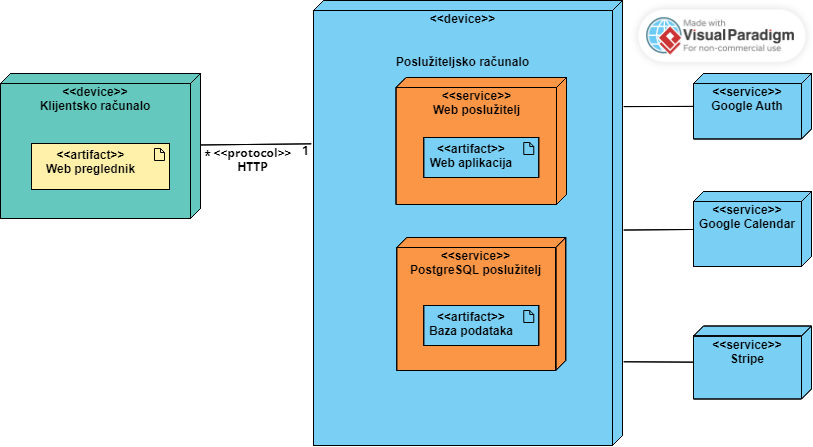 <<device>>
Klijentsko računalo
<<artifact>>
Web preglednik
* <<protocol>> 1
HTTP
<<device>>
Poslužiteljsko računalo
<<service>>
Web poslužitelj
<<artifact>>
Web aplikacija
<<service>>
PostgreSQL poslužitelj
<<artifact>>
Baza podataka
Made with
VisualParadigm
For non-commercial use
<<service>>
Google Auth
<<service>>
Google Calendar
<<service>>
Stripe